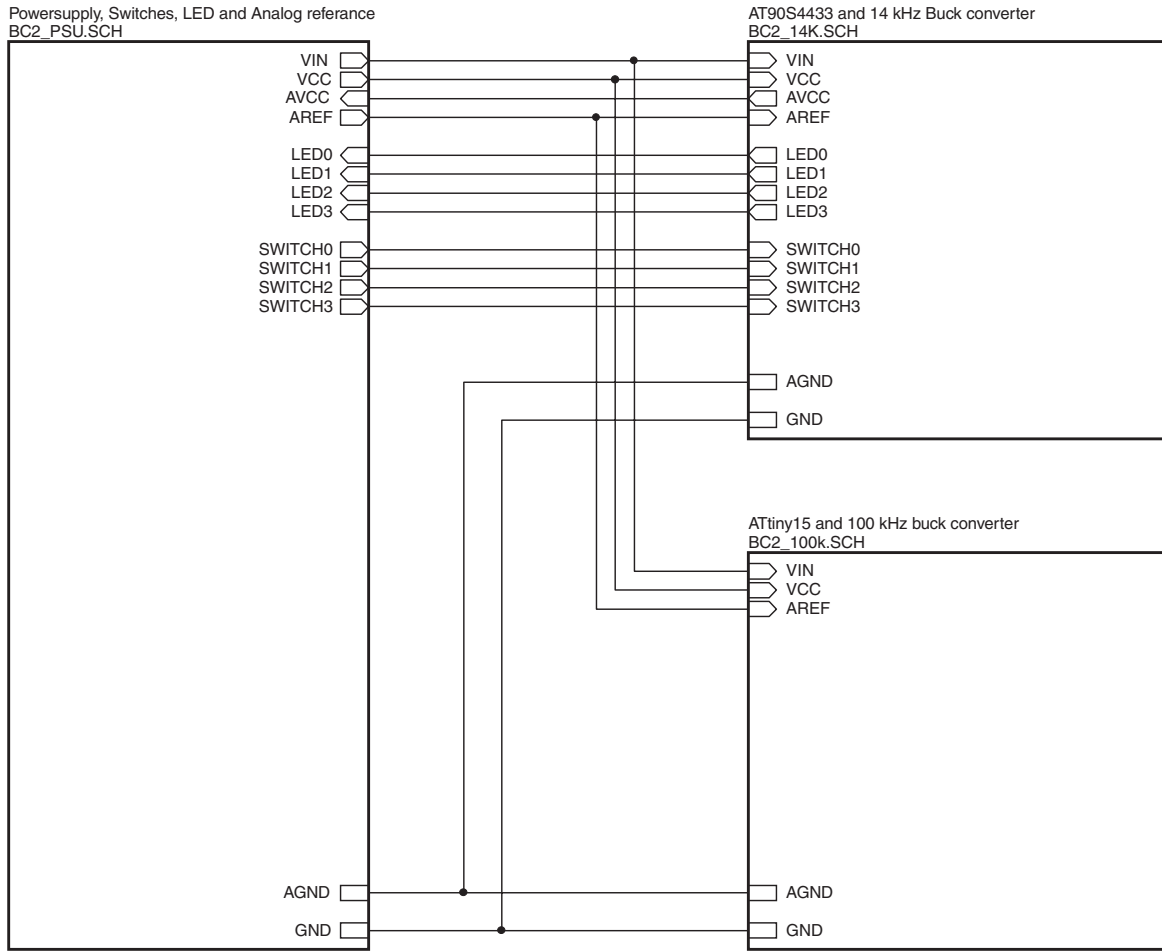 Powersupply, Switches, LED and Analog referance
BC2_PSU.SCH
VIN
VCC
AVCC
AREF
LED0
LED1
LED2
LED3
SWITCH0
SWITCH1
SWITCH2
SWITCH3
AGND
GND
AT90S4433 and 14 kHz Buck converter
BC2_14K.SCH
VIN
VCC
AVCC
AREF
LED0
LED1
LED2
LED3
SWITCH0
SWITCH1
SWITCH2
SWITCH3
AGND
GND
ATtiny15 and 100 kHz buck converter
BC2_100k.SCH
VIN
VCC
AREF
AGND
GND